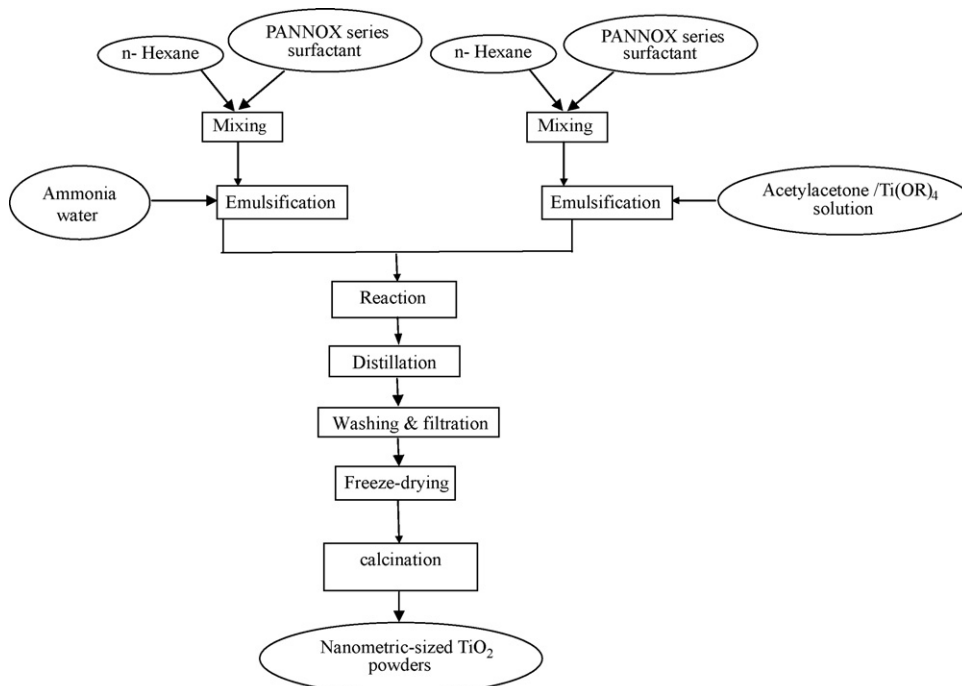 n- Hexane
PANNOX series
surfactant
n- Hexane
PANNOX series
surfactant
Mixing
Mixing
Ammonia
water
Emulsification
Emulsification
Acetylacetone /Ti(OR)4
solution
Reaction
Distillation
Washing & filtration
Freeze-drying
calcination
Nanometric-sized TiO2
powders